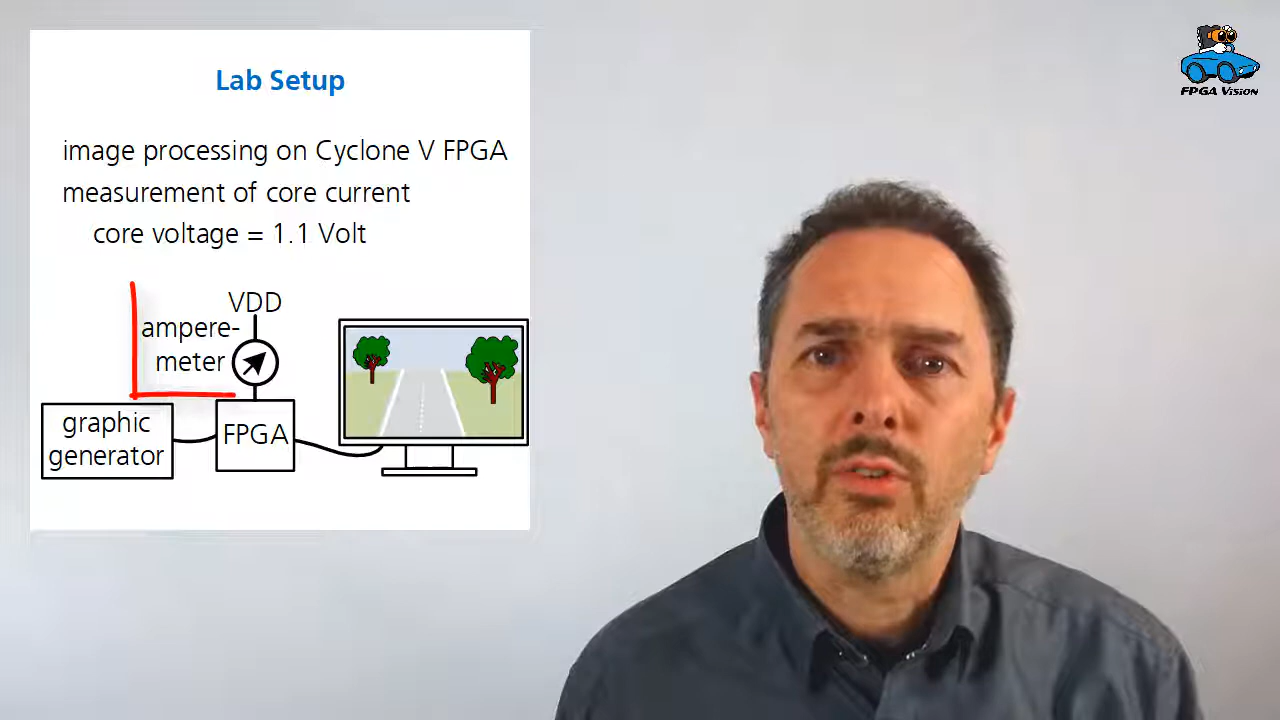 Lab Setup
image processing on Cyclone V FPGA
measurement of core current
core voltage = 1.1 Volt
VDD
ampere-
meter
graphic
generator
FPGA
FPGA Vision